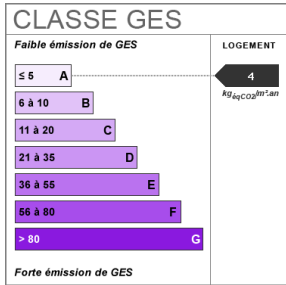 CLASSE GES
Faible émission de GES
LOGEMENT
≤ 5 A
4
kgéqCO2/m².an
6 à 10 B
11 à 20 C
21 à 35 D
36 à 55 E
56 à 80 F
> 80 G
Forte émission de GES